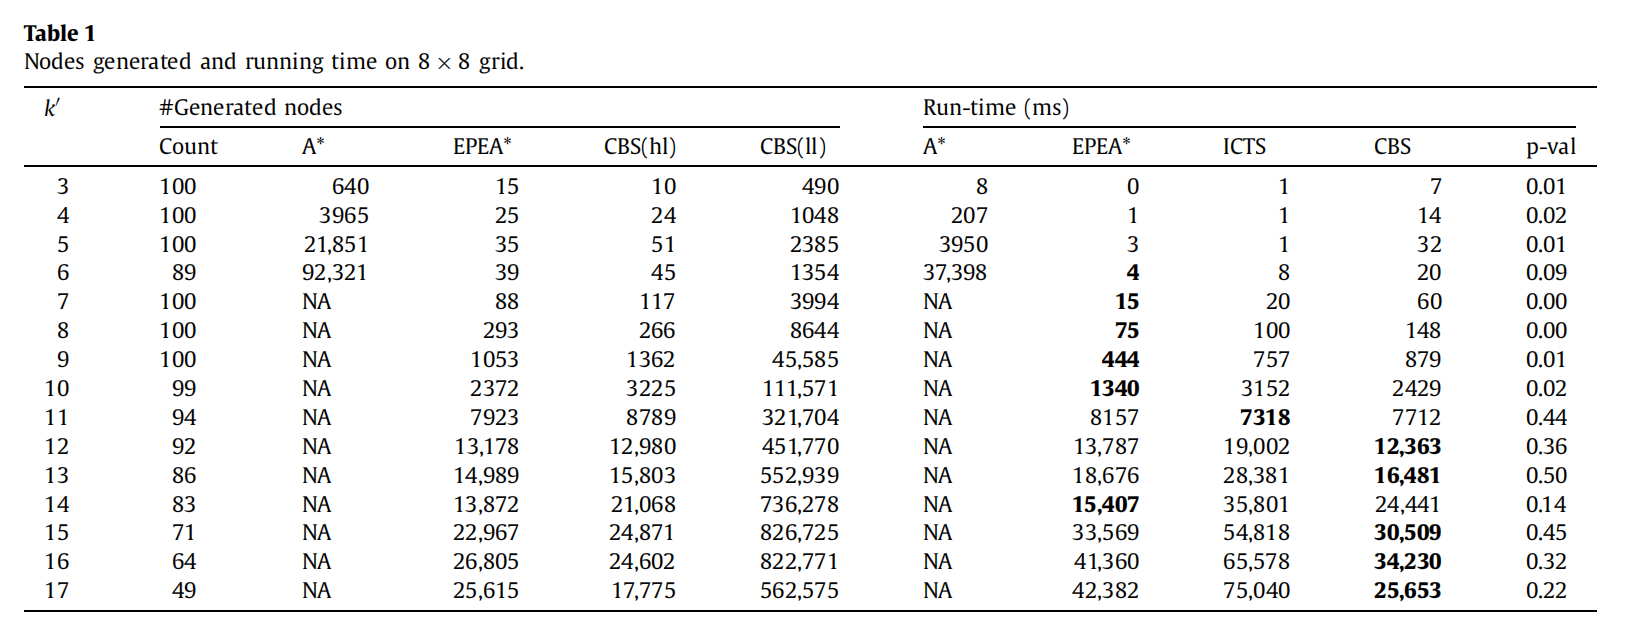 Table 1
Nodes generated and running time on 8 × 8 grid.
k′ #Generated nodes Run-time (ms)
Count A* EPEA* CBS(hl) CBS(ll) A* EPEA* ICTS CBS p-val
3 100 640 15 10 490 8 0 1 7 0.01
4 100 3965 25 24 1048 207 1 1 14 0.02
5 100 21,851 35 51 2385 3950 3 1 32 0.01
6 89 92,321 39 45 1354 37,398 4 8 20 0.09
7 100 NA 88 117 3994 NA 15 20 60 0.00
8 100 NA 293 266 8644 NA 75 100 148 0.00
9 100 NA 1053 1362 45,585 NA 444 757 879 0.01
10 99 NA 2372 3225 111,571 NA 1340 3152 2429 0.02
11 94 NA 7923 8789 321,704 NA 8157 7318 7712 0.44
12 92 NA 13,178 12,980 451,770 NA 13,787 19,002 12,363 0.36
13 86 NA 14,989 15,803 552,939 NA 18,676 28,381 16,481 0.50
14 83 NA 13,872 21,068 736,278 NA 15,407 35,801 24,441 0.14
15 71 NA 22,967 24,871 826,725 NA 33,569 54,818 30,509 0.45
16 64 NA 26,805 24,602 822,771 NA 41,360 65,578 34,230 0.32
17 49 NA 25,615 17,775 562,575 NA 42,382 75,040 25,653 0.22